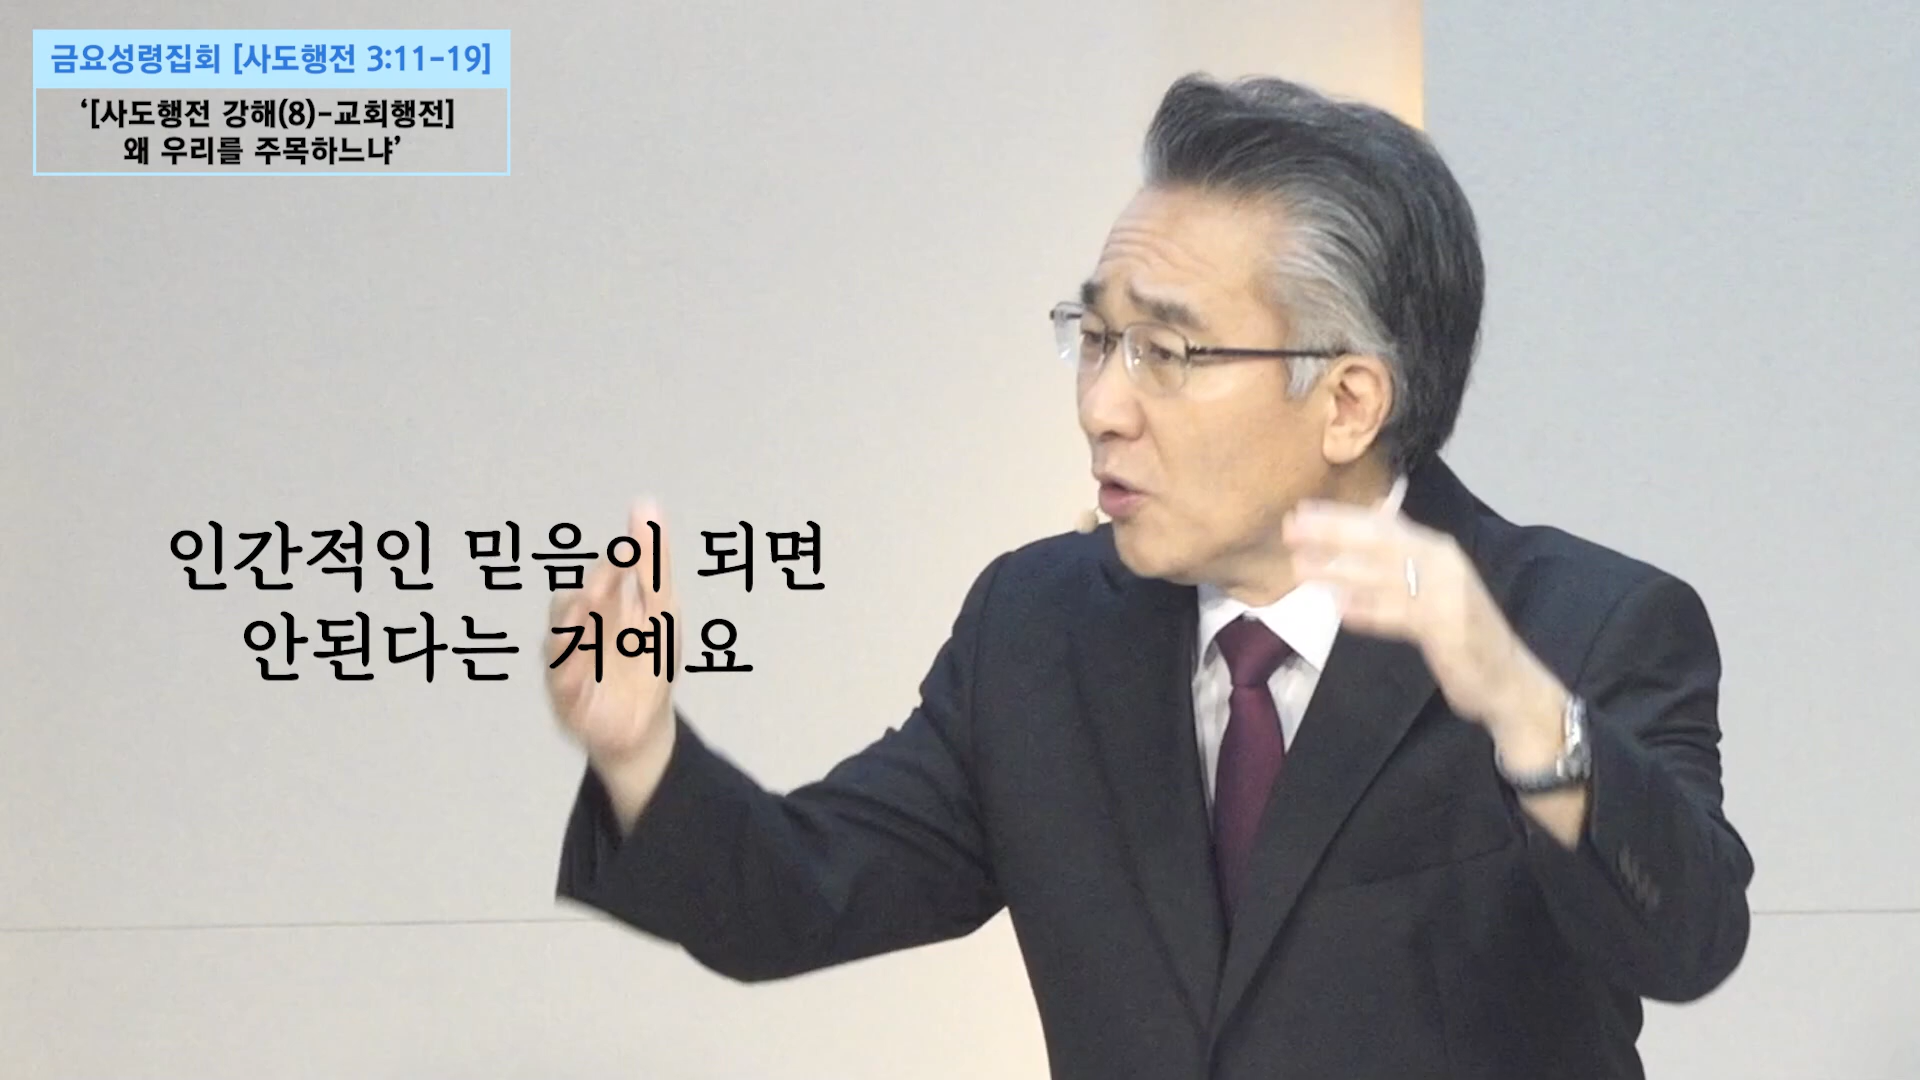 금요성령집회 [사도행전 3:11-19]
‘[사도행전 강해(8)-교회행전]
왜 우리를 주목하느냐’
인간적인 믿음이 되면
안된다는 거예요